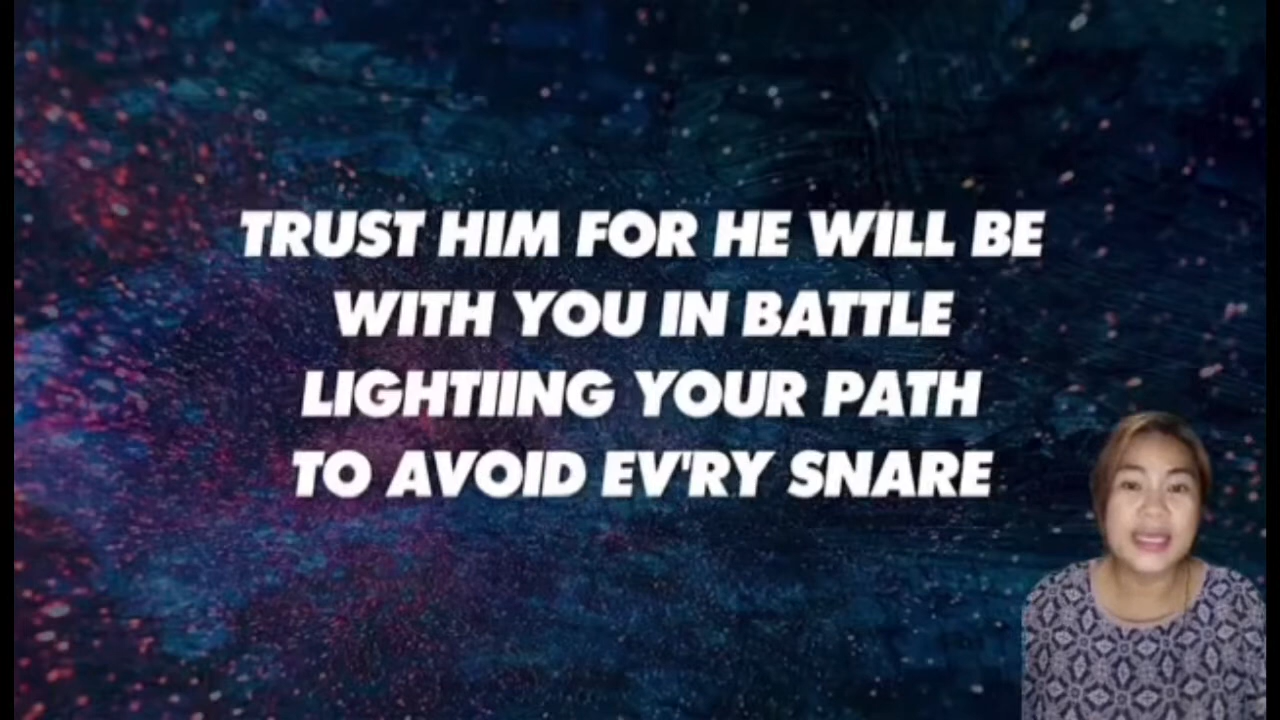 TRUST HIM FOR HE WILL BE
WITH YOU IN BATTLE
LIGHTIING YOUR PATH
TO AVOID EV'RY SNARE